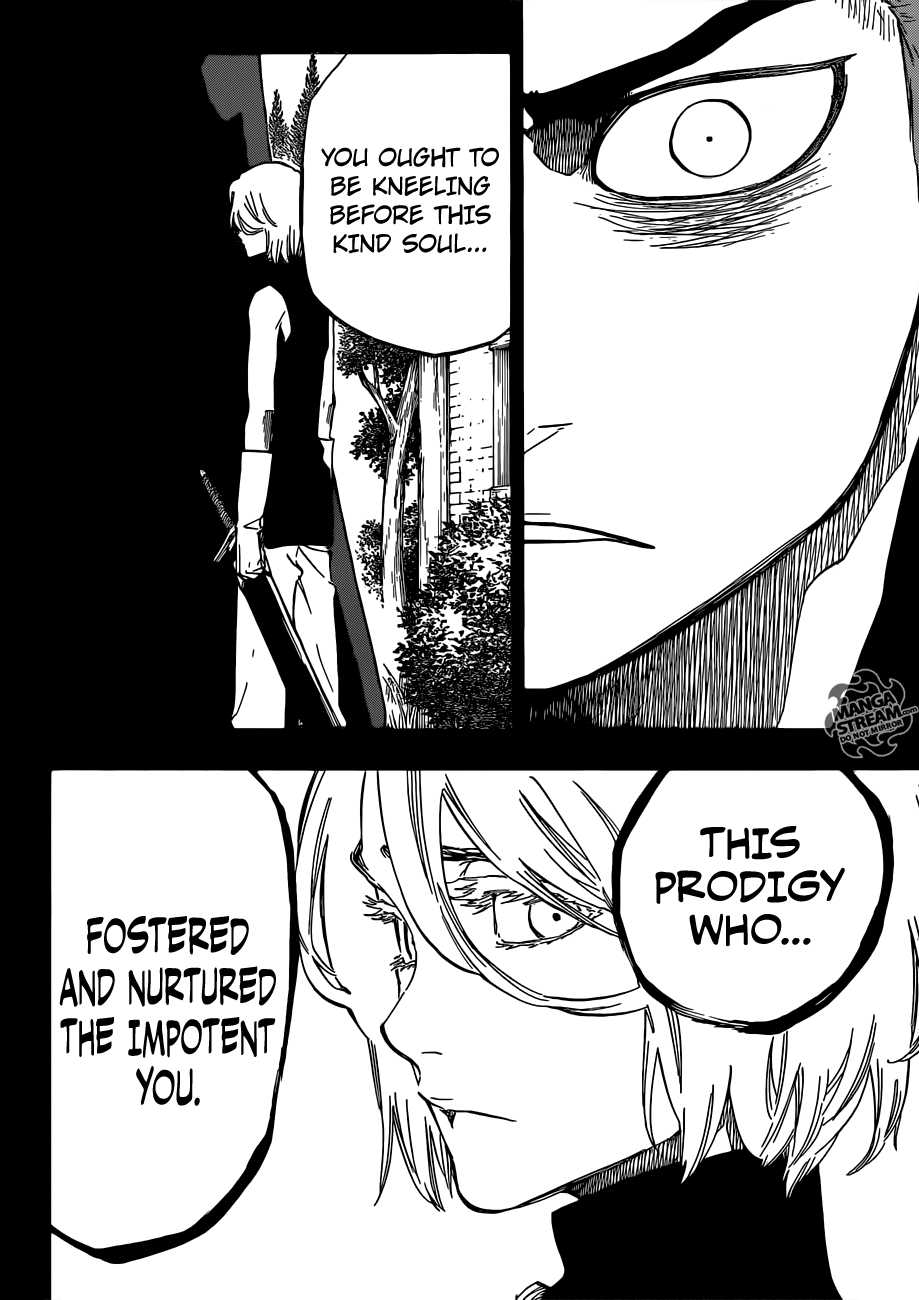 YOU OUGHT TO
BE KNEELING
BEFORE THIS
KIND SOUL...
MANGA
STREAM.com
DO NOT MIRROR
THIS
PRODIGY
WHO...
FOSTERED
AND NURTURED
THE IMPOTENT
YOU.